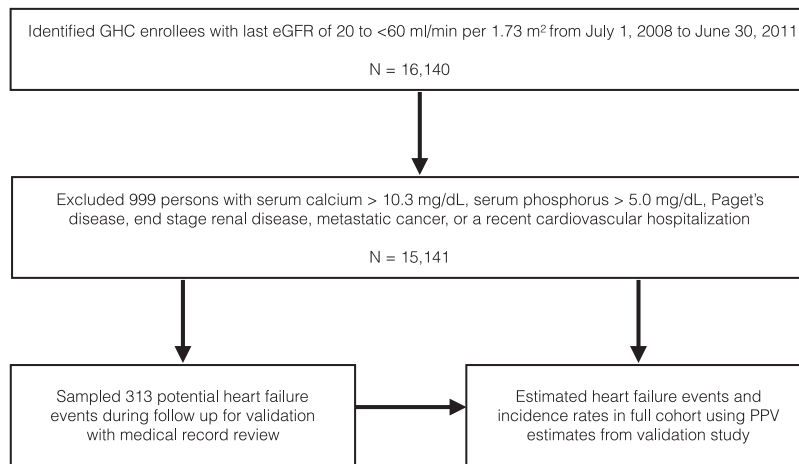 Identified GHC enrollees with last eGFR of 20 to <60 ml/min per 1.73 m² from July 1, 2008 to June 30, 2011
N = 16,140
Excluded 999 persons with serum calcium > 10.3 mg/dL, serum phosphorus > 5.0 mg/dL, Paget's
disease, end stage renal disease, metastatic cancer, or a recent cardiovascular hospitalization
N = 15,141
Sampled 313 potential heart failure
events during follow up for validation
with medical record review
Estimated heart failure events and
incidence rates in full cohort using PPV
estimates from validation study